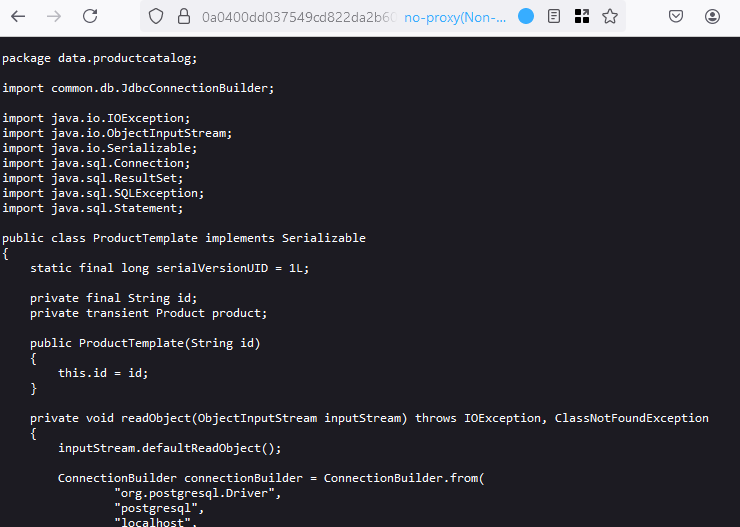 0a0400dd037549cd822da2b60
no-proxy(Non-...
package data.productcatalog;
import common.db.JdbcConnectionBuilder;
import java.io.IOException;
import java.io.ObjectInputStream;
import java.io.Serializable;
import java.sql.Connection;
import java.sql.ResultSet;
import java.sql.SQLException;
import java.sql.Statement;
public class ProductTemplate implements Serializable
{
static final long serialVersionUID = 1L;
private final String id;
private transient Product product;
public ProductTemplate(String id)
{
this.id = id;
}
private void readObject(ObjectInputStream inputStream) throws IOException, ClassNotFoundException
{
inputStream.defaultReadObject();
ConnectionBuilder connectionBuilder = ConnectionBuilder.from(
"org.postgresql.Driver",
"postgresql",
"localhost",